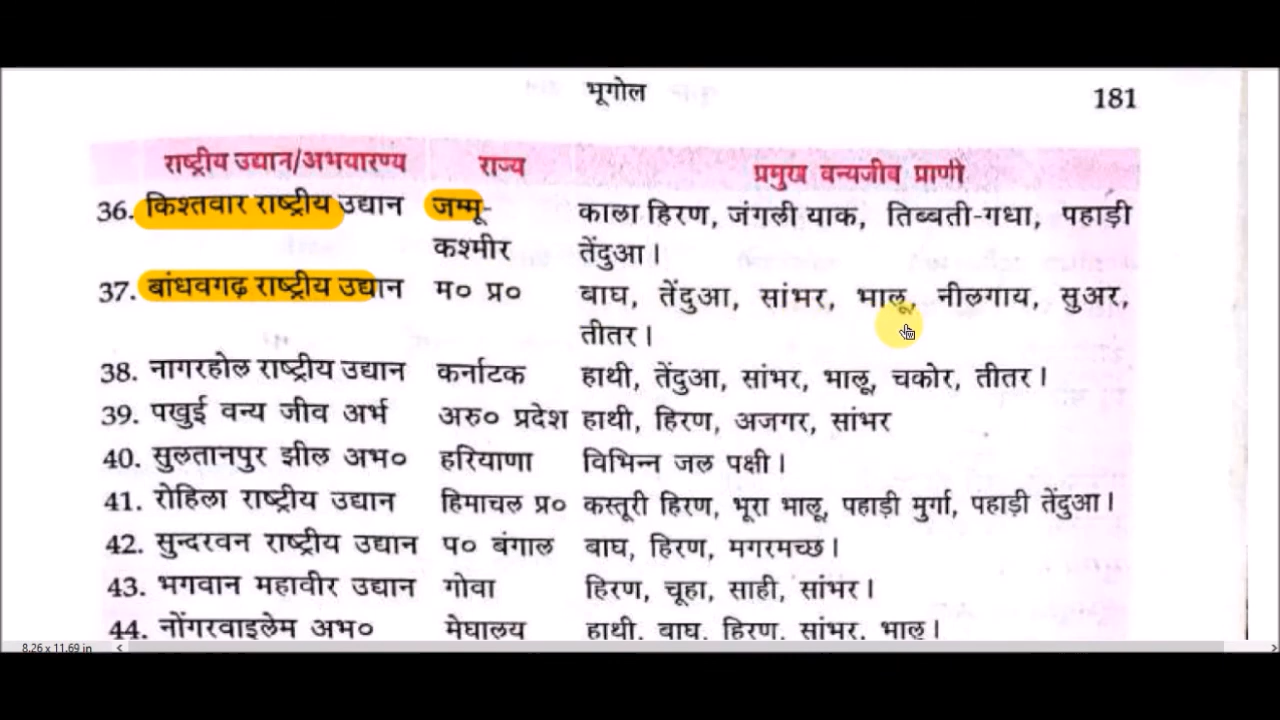 भूगोल 181
राष्ट्रीय उद्यान/अभयारण्य राज्य प्रमुख वन्यजीव प्राणी
36. किश्तवार राष्ट्रीय उद्यान जम्मू- काला हिरण, जंगली याक, तिब्बती-गधा, पहाड़ी
कश्मीर तेंदुआ।
37. बांधवगढ़ राष्ट्रीय उद्यान म० प्र० बाघ, तेंदुआ, सांभर, भालू, नीलगाय, सुअर,
तीतर।
38. नागरहोल राष्ट्रीय उद्यान कर्नाटक हाथी, तेंदुआ, सांभर, भालू, चकोर, तीतर।
39. पखुई वन्य जीव अर्भ अरु० प्रदेश हाथी, हिरण, अजगर, सांभर
40. सुलतानपुर झील अभ० हरियाणा विभिन्न जल पक्षी।
41. रोहिला राष्ट्रीय उद्यान हिमाचल प्र० कस्तूरी हिरण, भूरा भालू, पहाड़ी मुर्गा, पहाड़ी तेंदुआ।
42. सुन्दरवन राष्ट्रीय उद्यान प० बंगाल बाघ, हिरण, मगरमच्छ।
43. भगवान महावीर उद्यान गोवा हिरण, चूहा, साही, सांभर।
44. नोंगरवाइलेम अभ० मेघालय हाथी, बाघ, हिरण, सांभर, भालू।
8.26 x 11.69 in